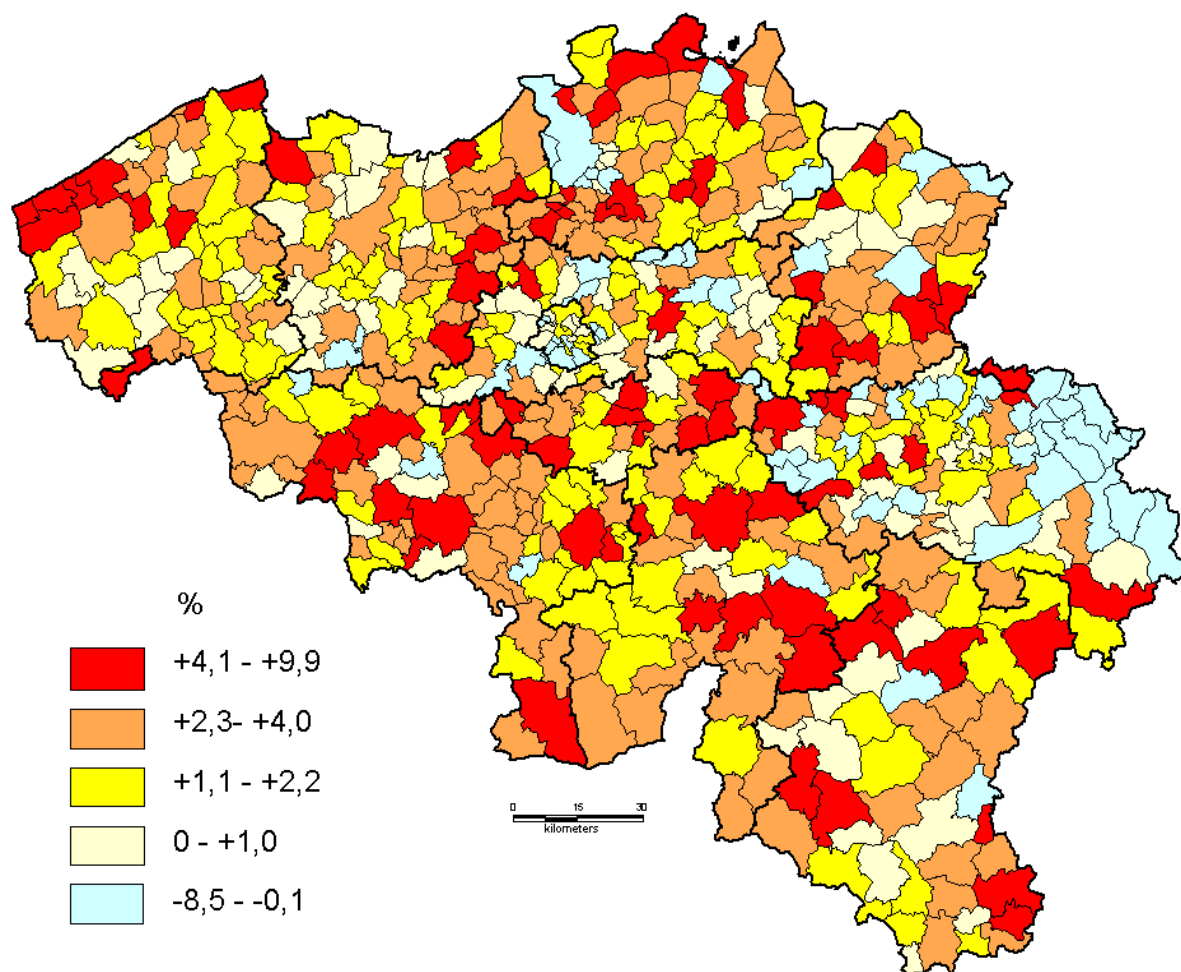 %
+4,1 - +9,9
+2,3- +4,0
+1,1 - +2,2
0 - +1,0
-8,5 - -0,1
0 15 30
kilometers